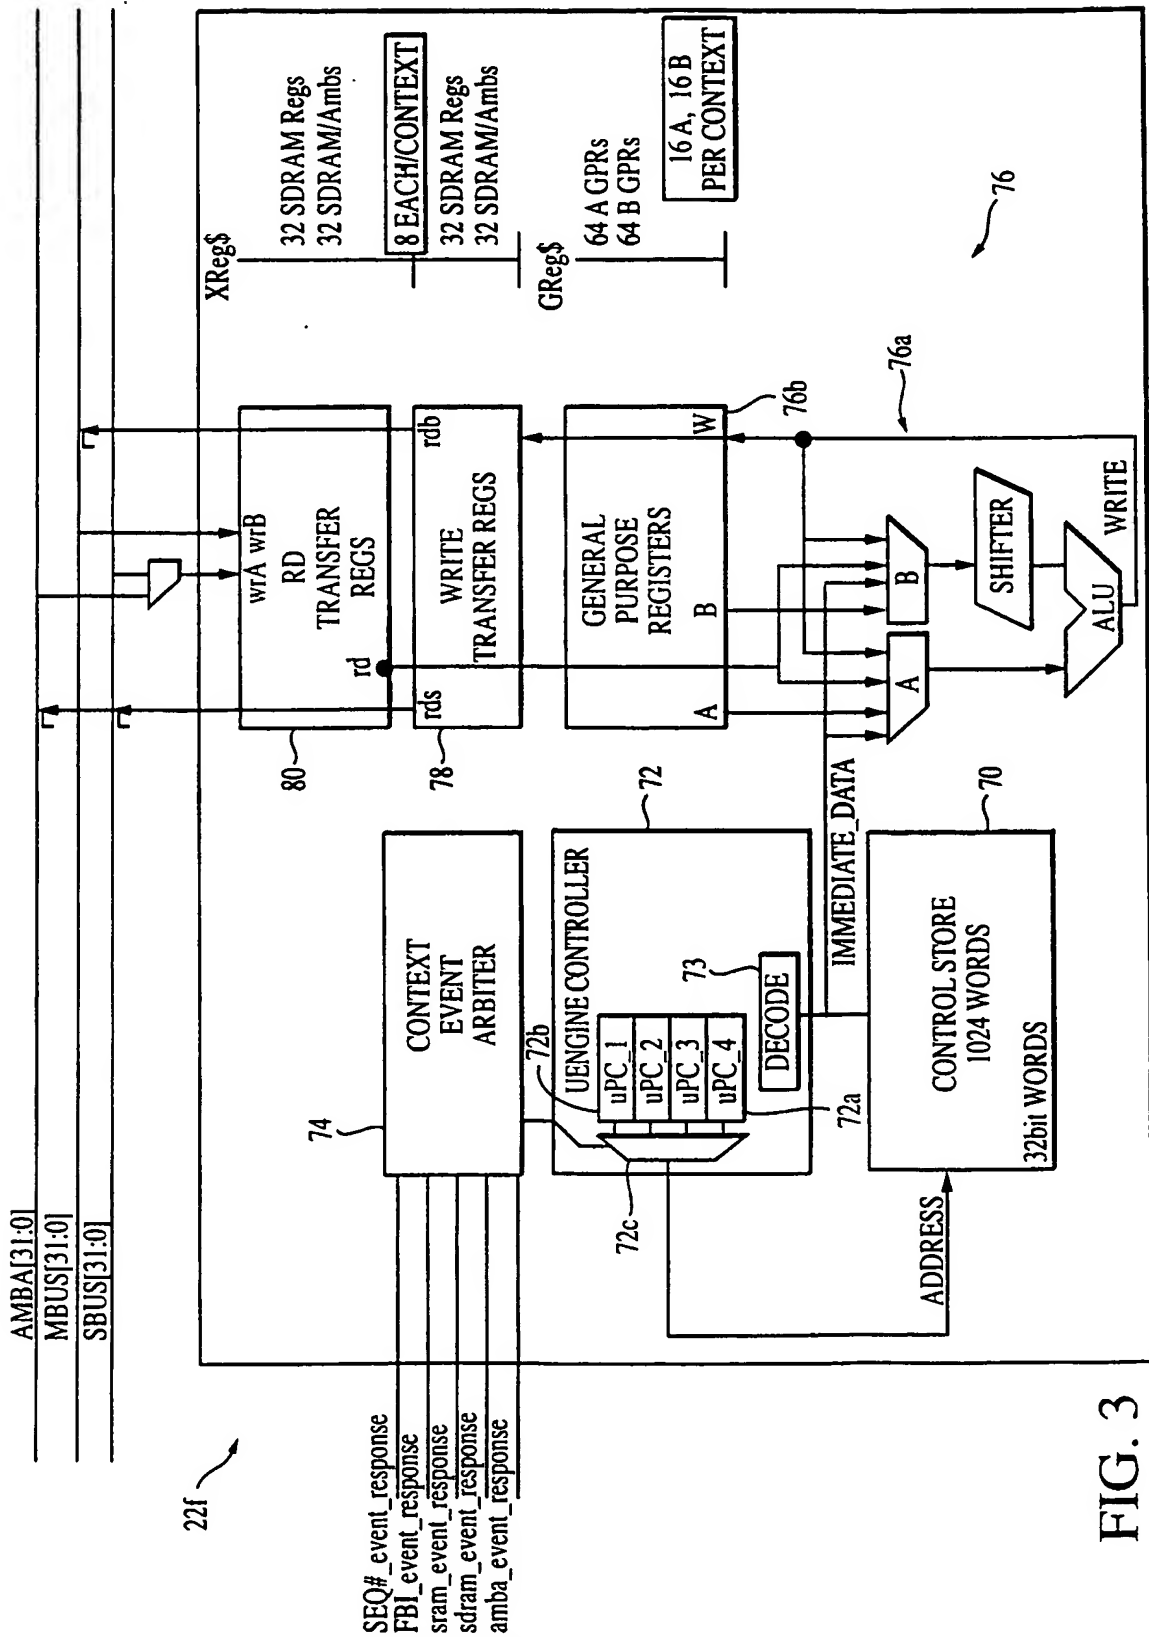 AMBA[31:0]
MBUS[31:0]
SBUS[31:0]
22f
SEQ#_event_response
FBI_event_response
sram_event_response
sdram_event_response
amba_event_response
74
CONTEXT
EVENT
ARBITER
72
UENGINE CONTROLLER
72b
uPC_1
uPC_2
uPC_3
uPC_4
72a
72c
73
DECODE
ADDRESS
70
CONTROL STORE
1024 WORDS
32bit WORDS
IMMEDIATE_DATA
80
wrA wrB
RD
TRANSFER
REGS
rd
78
rds
rdb
WRITE
TRANSFER REGS
GENERAL
PURPOSE
REGISTERS
A
B
W
76b
76a
A
B
SHIFTER
ALU
WRITE
XReg$
32 SDRAM Regs
32 SDRAM/Ambs
8 EACH/CONTEXT
32 SDRAM Regs
32 SDRAM/Ambs
GReg$
64 A GPRs
64 B GPRs
16 A, 16 B
PER CONTEXT
76
FIG. 3